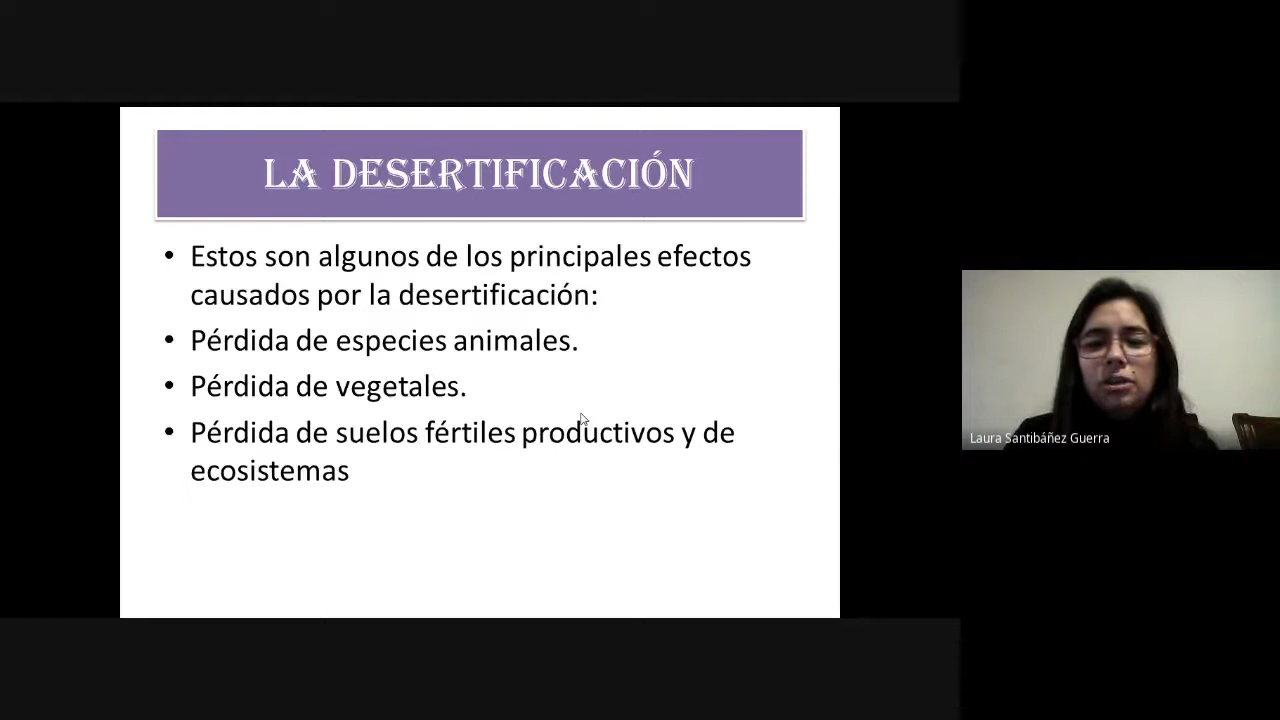 LA DESERTIFICACIÓN
• Estos son algunos de los principales efectos
causados por la desertificación:
• Pérdida de especies animales.
• Pérdida de vegetales.
• Pérdida de suelos fértiles productivos y de
ecosistemas
Laura Santibáñez Guerra